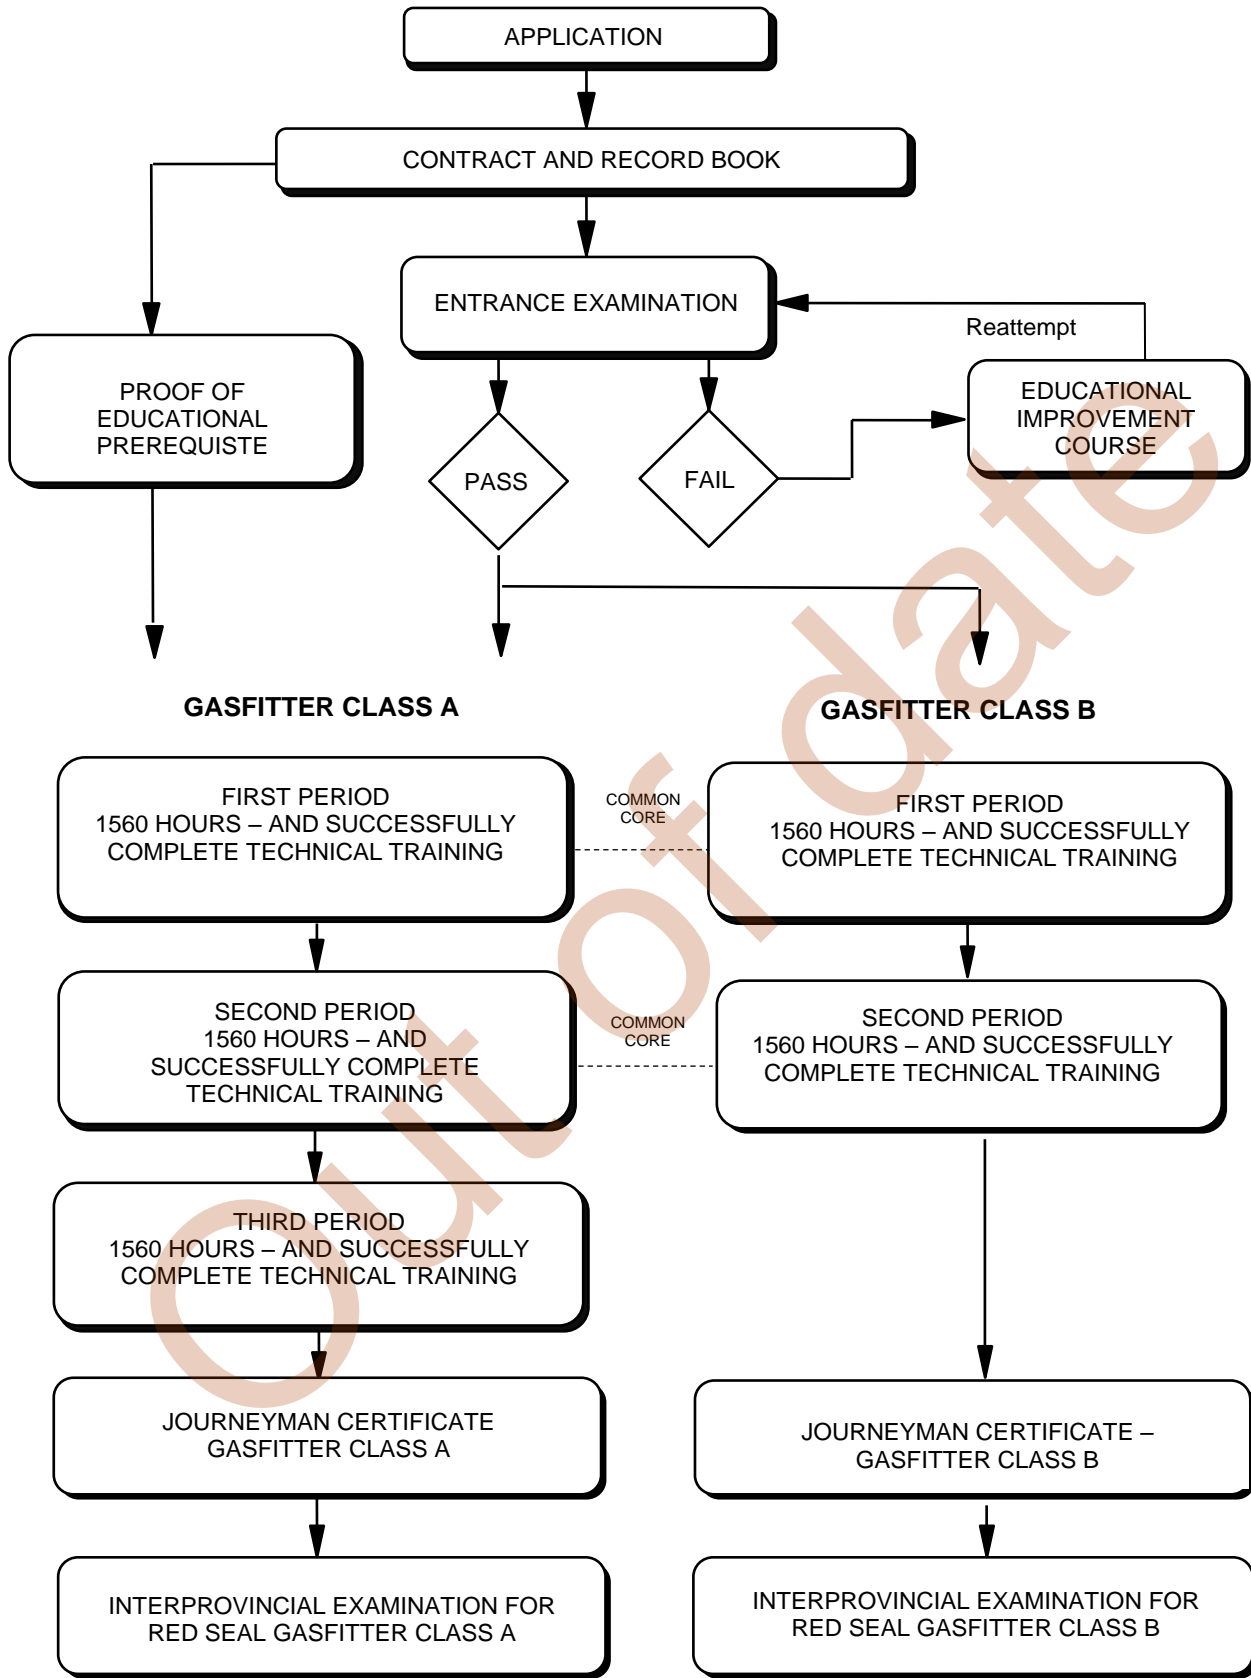 APPLICATION
CONTRACT AND RECORD BOOK
ENTRANCE EXAMINATION
Reattempt
PROOF OF
EDUCATIONAL
PREREQUISTE
EDUCATIONAL
IMPROVEMENT
COURSE
PASS
FAIL
GASFITTER CLASS A
GASFITTER CLASS B
FIRST PERIOD
1560 HOURS – AND SUCCESSFULLY
COMPLETE TECHNICAL TRAINING
COMMON
CORE
FIRST PERIOD
1560 HOURS – AND SUCCESSFULLY
COMPLETE TECHNICAL TRAINING
SECOND PERIOD
1560 HOURS – AND
SUCCESSFULLY COMPLETE
TECHNICAL TRAINING
COMMON
CORE
SECOND PERIOD
1560 HOURS – AND SUCCESSFULLY
COMPLETE TECHNICAL TRAINING
THIRD PERIOD
1560 HOURS – AND SUCCESSFULLY
COMPLETE TECHNICAL TRAINING
JOURNEYMAN CERTIFICATE
GASFITTER CLASS A
JOURNEYMAN CERTIFICATE –
GASFITTER CLASS B
INTERPROVINCIAL EXAMINATION FOR
RED SEAL GASFITTER CLASS A
INTERPROVINCIAL EXAMINATION FOR
RED SEAL GASFITTER CLASS B
Out of date